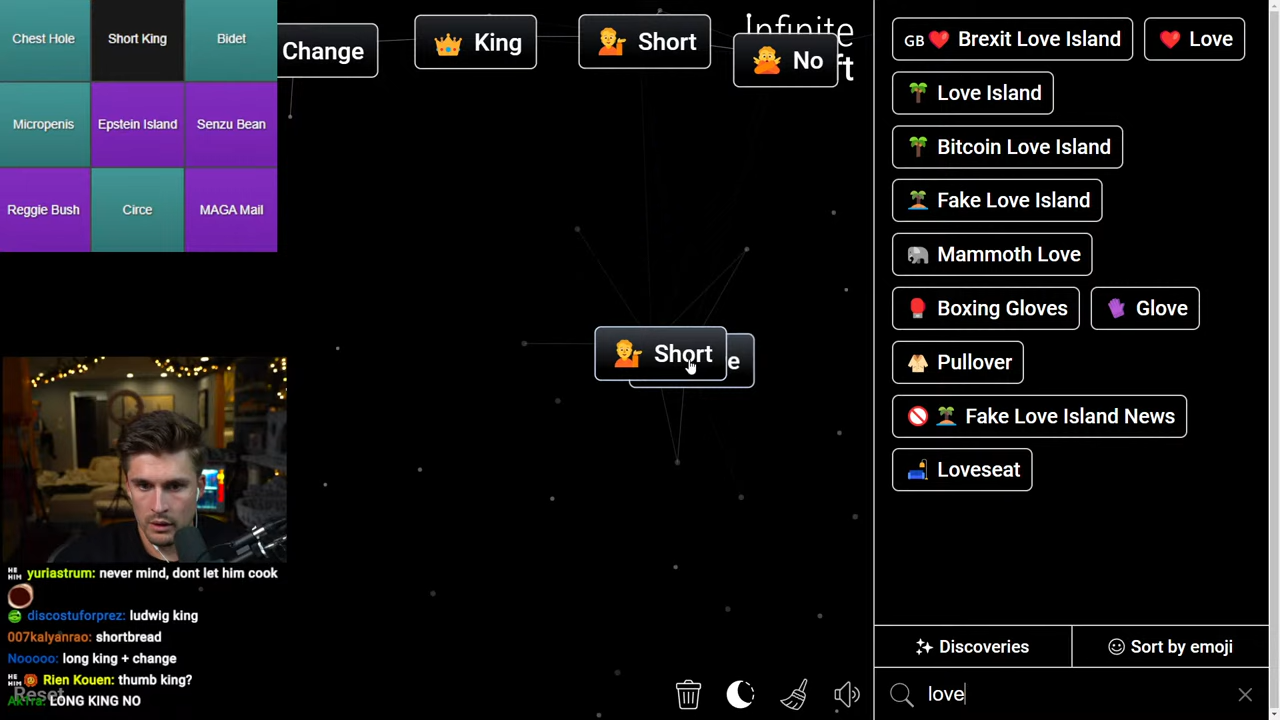 Chest Hole
Short King
Bidet
Micropenis
Epstein Island
Senzu Bean
Reggie Bush
Circe
MAGA Mail
Change
King
Short
Infinite
No
ft
Short
e
yuriastrum: never mind, dont let him cook
discostuforprez: ludwig king
007kalyanrao: shortbread
Nooooo: long king + change
Rien Kouen: thumb king?
LONG KING NO
Reset
GB Brexit Love Island
Love
Love Island
Bitcoin Love Island
Fake Love Island
Mammoth Love
Boxing Gloves
Glove
Pullover
Fake Love Island News
Loveseat
Discoveries
Sort by emoji
love